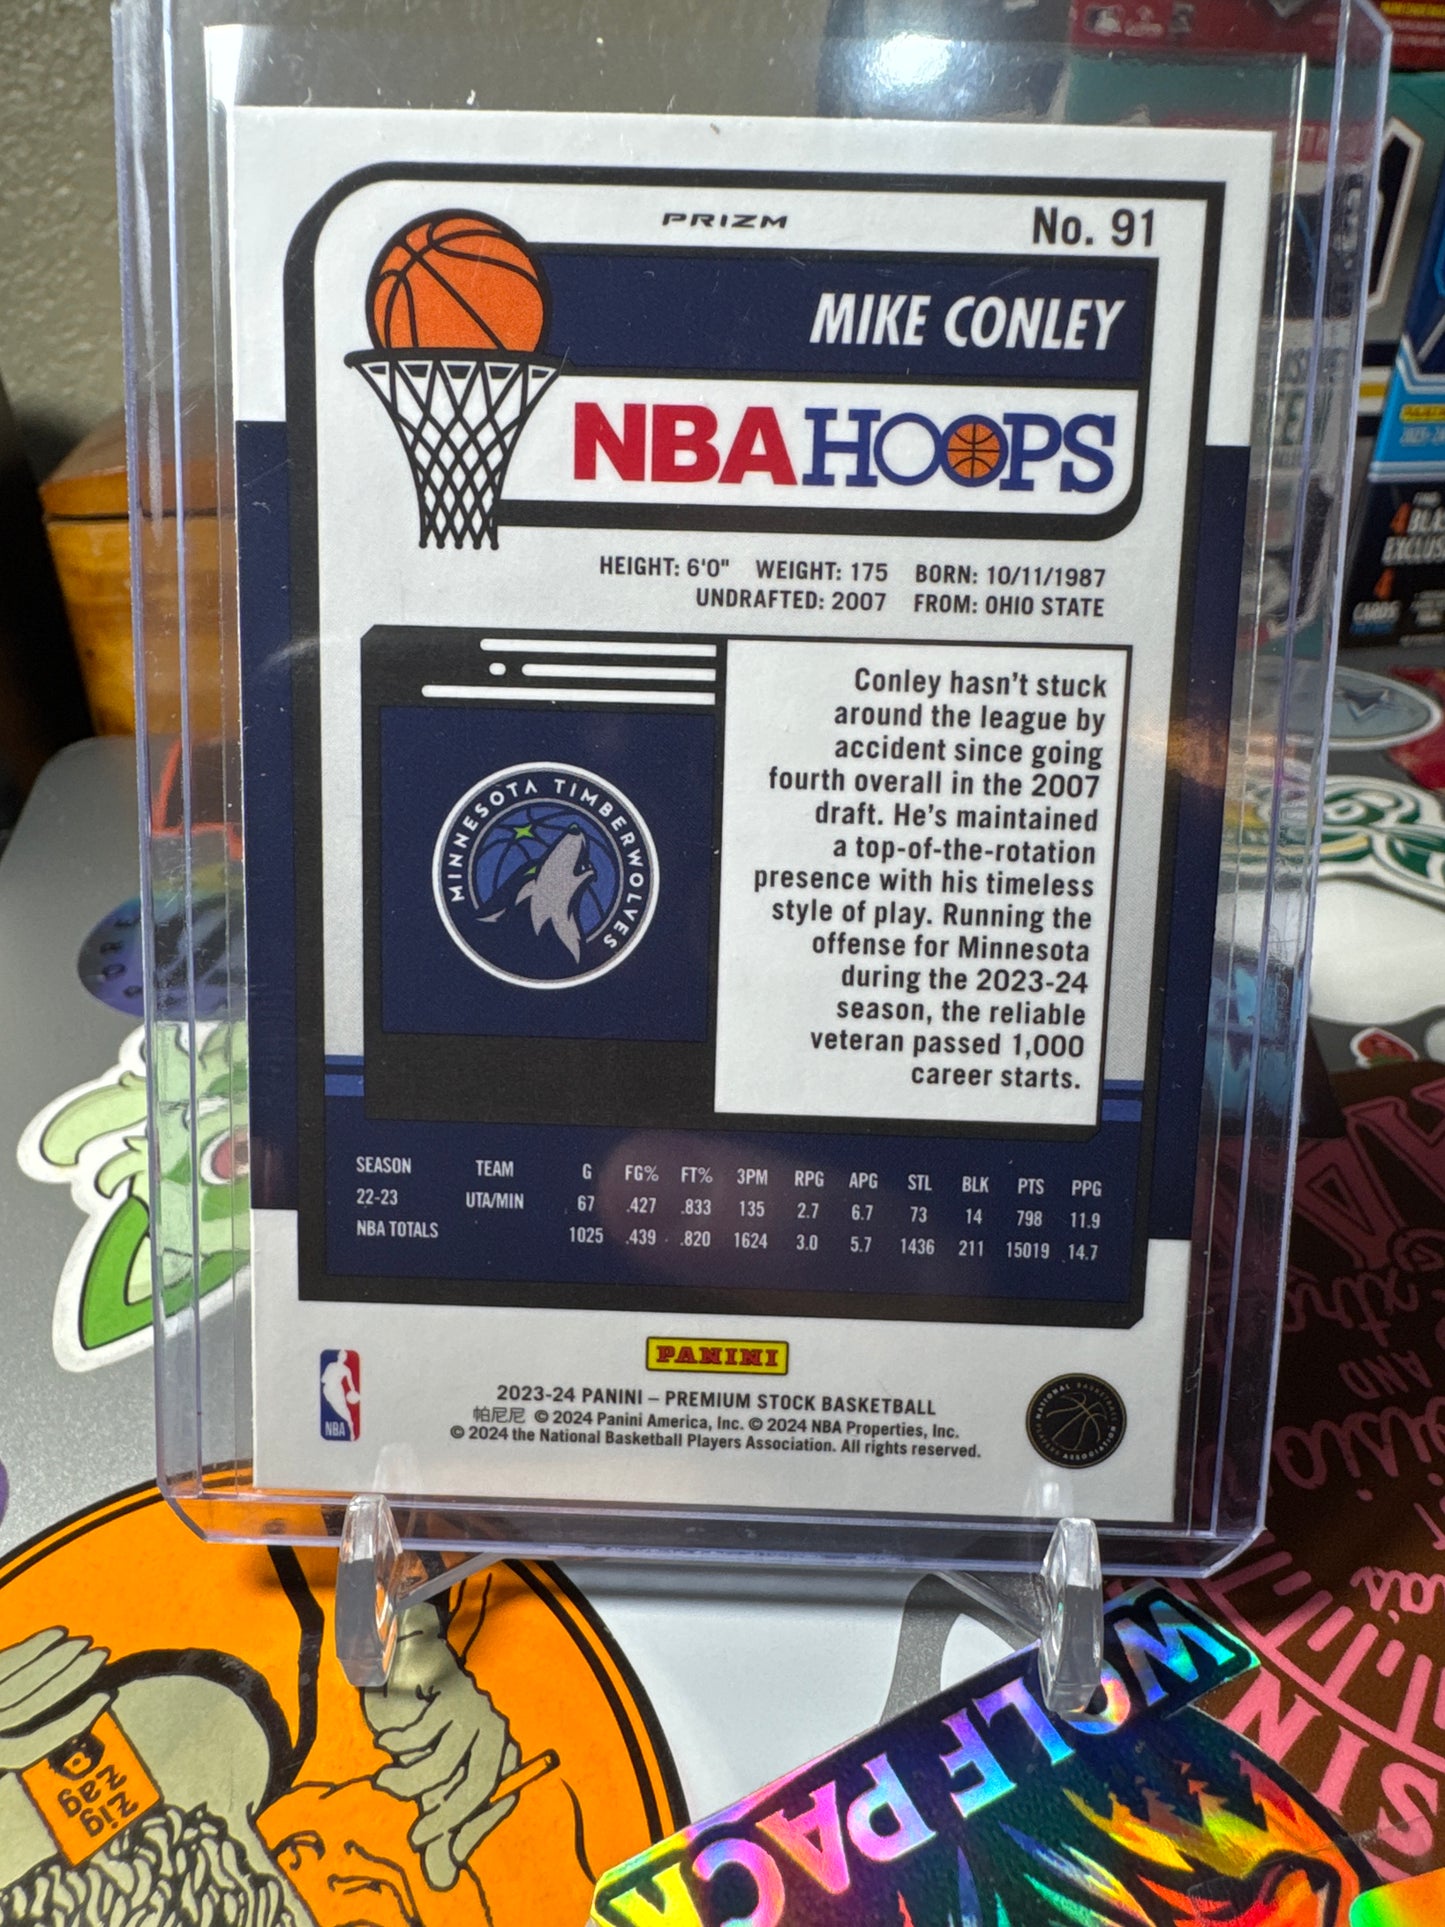 PRIZM
No. 91
MIKE CONLEY
NBA HOOPS
HEIGHT: 6'0" WEIGHT: 175 BORN: 10/11/1987
UNDRAFTED: 2007 FROM: OHIO STATE
MINNESOTA TIMBERWOLVES
Conley hasn't stuck
around the league by
accident since going
fourth overall in the 2007
draft. He's maintained
a top-of-the-rotation
presence with his timeless
style of play. Running the
offense for Minnesota
during the 2023-24
season, the reliable
veteran passed 1,000
career starts.
SEASON TEAM G FG% FT% 3PM RPG APG STL BLK PTS PPG
22-23 UTA/MIN 67 .427 .833 135 2.7 6.7 73 14 798 11.9
NBA TOTALS 1025 .439 .820 1624 3.0 5.7 1436 211 15019 14.7
PANINI
NBA
2023-24 PANINI – PREMIUM STOCK BASKETBALL
帕尼尼 © 2024 Panini America, Inc. © 2024 NBA Properties, Inc.
© 2024 the National Basketball Players Association. All rights reserved.
NATIONAL BASKETBALL
PLAYERS ASSOCIATION
zig
zag
WOLFPACK
AND